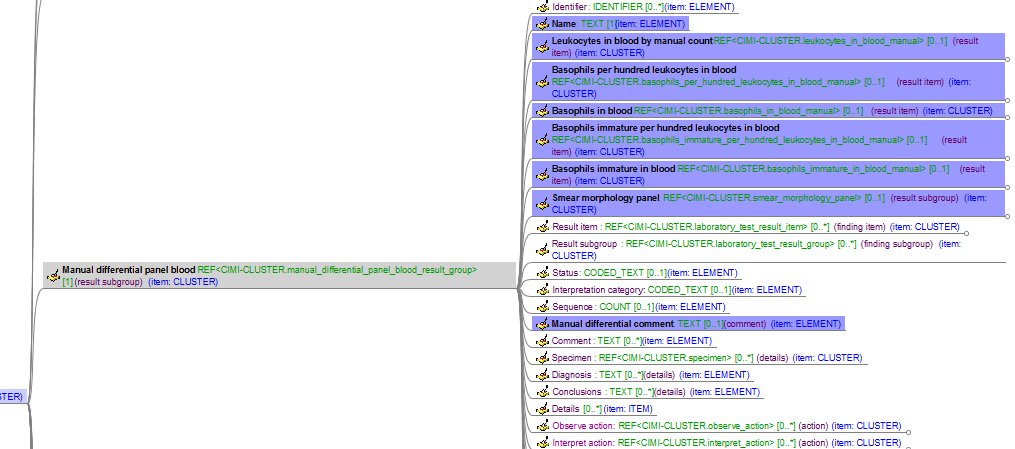 Identifier: IDENTIFIER [0..*](item: ELEMENT)
Name: TEXT [1](item: ELEMENT)
Leukocytes in blood by manual countREF<CIMI-CLUSTER.leukocytes_in_blood_manual> [0..1] (result
item) (item: CLUSTER)
Basophils per hundred leukocytes in blood
REF<CIMI-CLUSTER.basophils_per_hundred_leukocytes_in_blood_manual> [0..1] (result item) (item:
CLUSTER)
Basophils in blood REF<CIMI-CLUSTER.basophils_in_blood_manual> [0..1] (result item) (item: CLUSTER)
Basophils immature per hundred leukocytes in blood
REF<CIMI-CLUSTER.basophils_immature_per_hundred_leukocytes_in_blood_manual> [0..1] (result
item) (item: CLUSTER)
Basophils immature in blood REF<CIMI-CLUSTER.basophils_immature_in_blood_manual> [0..1] (result
item) (item: CLUSTER)
Smear morphology panel REF<CIMI-CLUSTER.smear_morphology_panel> [0..1] (result subgroup) (item:
CLUSTER)
Result item : REF<CIMI-CLUSTER.laboratory_test_result_item> [0..*] (finding item) (item: CLUSTER)
Result subgroup : REF<CIMI-CLUSTER.laboratory_test_result_group> [0..*] (finding subgroup) (item:
CLUSTER)
Manual differential panel blood REF<CIMI-CLUSTER.manual_differential_panel_blood_result_group>
[1] (result subgroup) (item: CLUSTER)
Status: CODED_TEXT [0..1](item: ELEMENT)
Interpretation category: CODED_TEXT [0..1](item: ELEMENT)
Sequence : COUNT [0..1](item: ELEMENT)
Manual differential comment: TEXT [0..1](comment) (item: ELEMENT)
Comment : TEXT [0..*](item: ELEMENT)
Specimen : REF<CIMI-CLUSTER.specimen> [0..*] (details) (item: CLUSTER)
Diagnosis : TEXT [0..*](details) (item: ELEMENT)
Conclusions : TEXT [0..*](details) (item: ELEMENT)
Details [0..*] (item: ITEM)
STER)
Observe action: REF<CIMI-CLUSTER.observe_action> [0..*] (action) (item: CLUSTER)
Interpret action: REF<CIMI-CLUSTER.interpret_action> [0..*] (action) (item: CLUSTER)